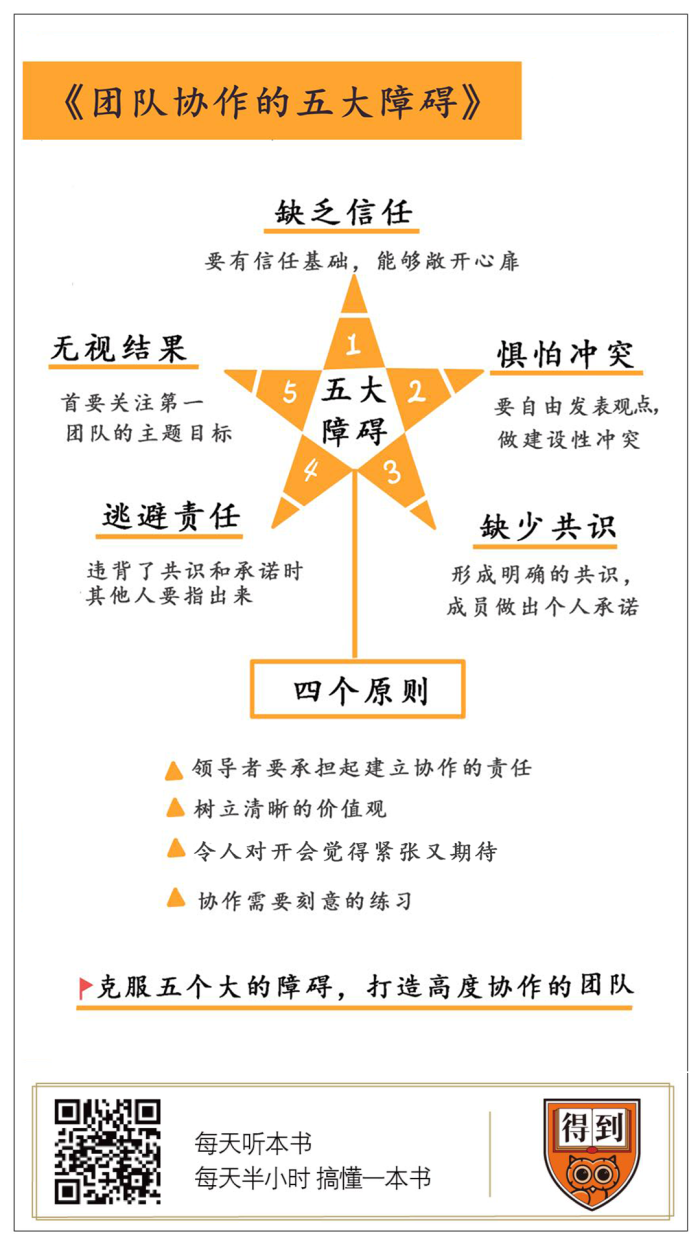 《团队协作的五大障碍》
缺乏信任
要有信任基础，能够敞开心扉
1
五大
障碍
惧怕冲突
要自由发表观点，
做建设性冲突
2
缺少共识
形成明确的共识，
成员做出个人承诺
3
逃避责任
违背了共识和承诺时
其他人要指出来
4
无视结果
首要关注第一
团队的主题目标
5
四个原则
领导者要承担起建立协作的责任
树立清晰的价值观
令人对开会觉得紧张又期待
协作需要刻意的练习
克服五个大的障碍，打造高度协作的团队
每天听本书
每天半小时 搞懂一本书
得到